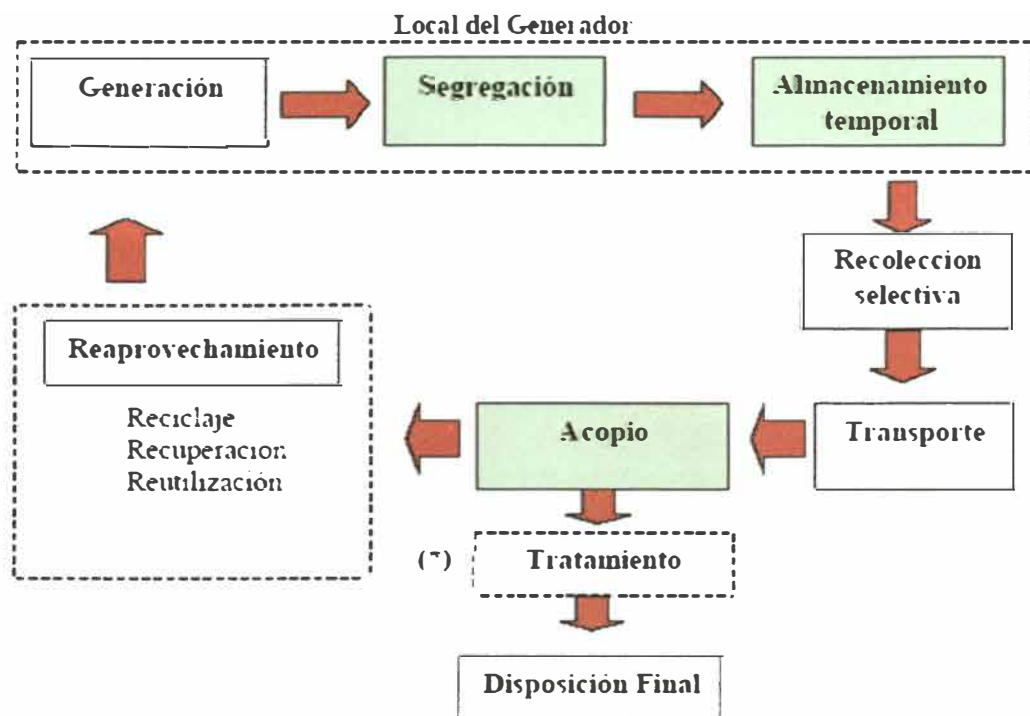 Local del Generador
Generación
Segregación
Almacenamiento
temporal
Recoleccion
selectiva
Reaprovechamiento
Reciclaje
Recuperacion
Reutilización
Acopio
Transporte
Tratamiento
Disposición Final